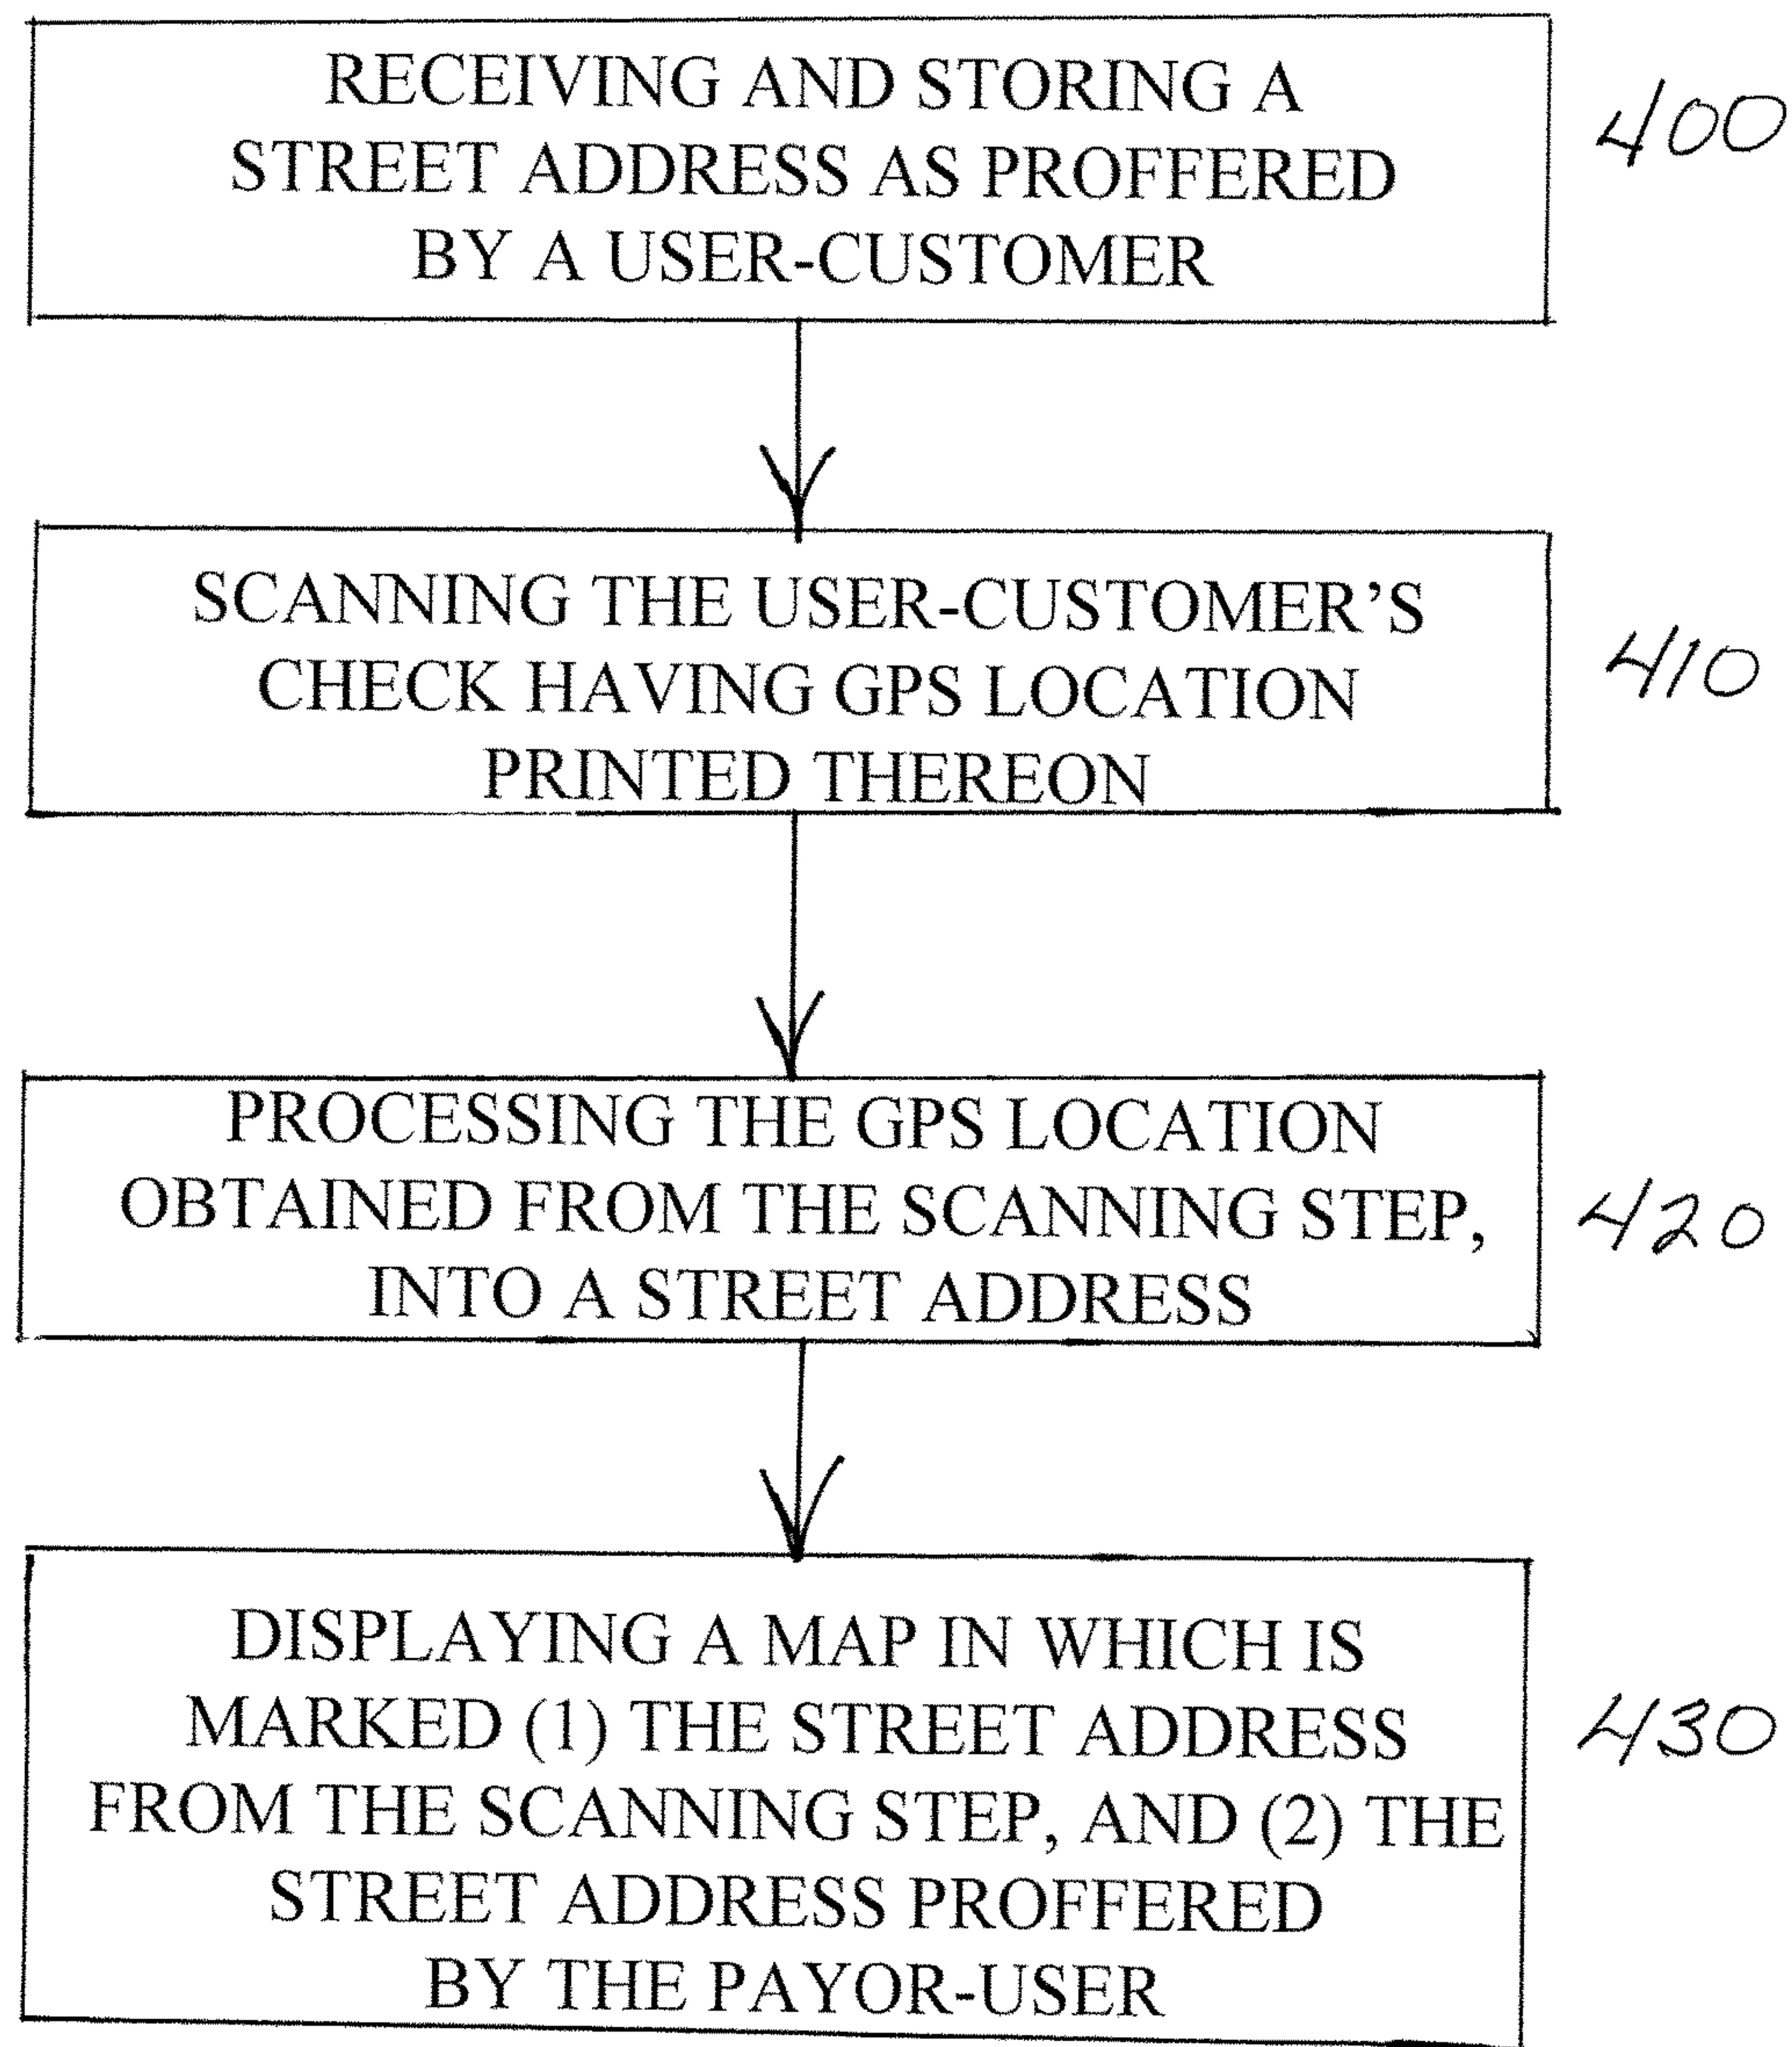 RECEIVING AND STORING A
STREET ADDRESS AS PROFFERED
BY A USER-CUSTOMER
400
SCANNING THE USER-CUSTOMER’S
CHECK HAVING GPS LOCATION
PRINTED THEREON
410
PROCESSING THE GPS LOCATION
OBTAINED FROM THE SCANNING STEP,
INTO A STREET ADDRESS
420
DISPLAYING A MAP IN WHICH IS
MARKED (1) THE STREET ADDRESS
FROM THE SCANNING STEP, AND (2) THE
STREET ADDRESS PROFFERED
BY THE PAYOR-USER
430